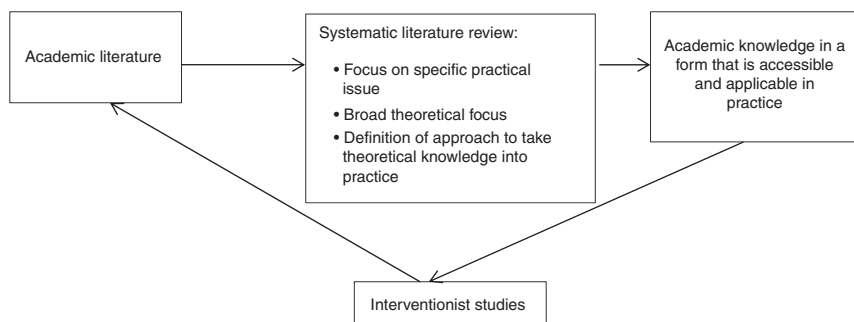 Academic literature
Systematic literature review:
• Focus on specific practical
issue
• Broad theoretical focus
• Definition of approach to take
theoretical knowledge into
practice
Academic knowledge in a
form that is accessible
and applicable in
practice
Interventionist studies